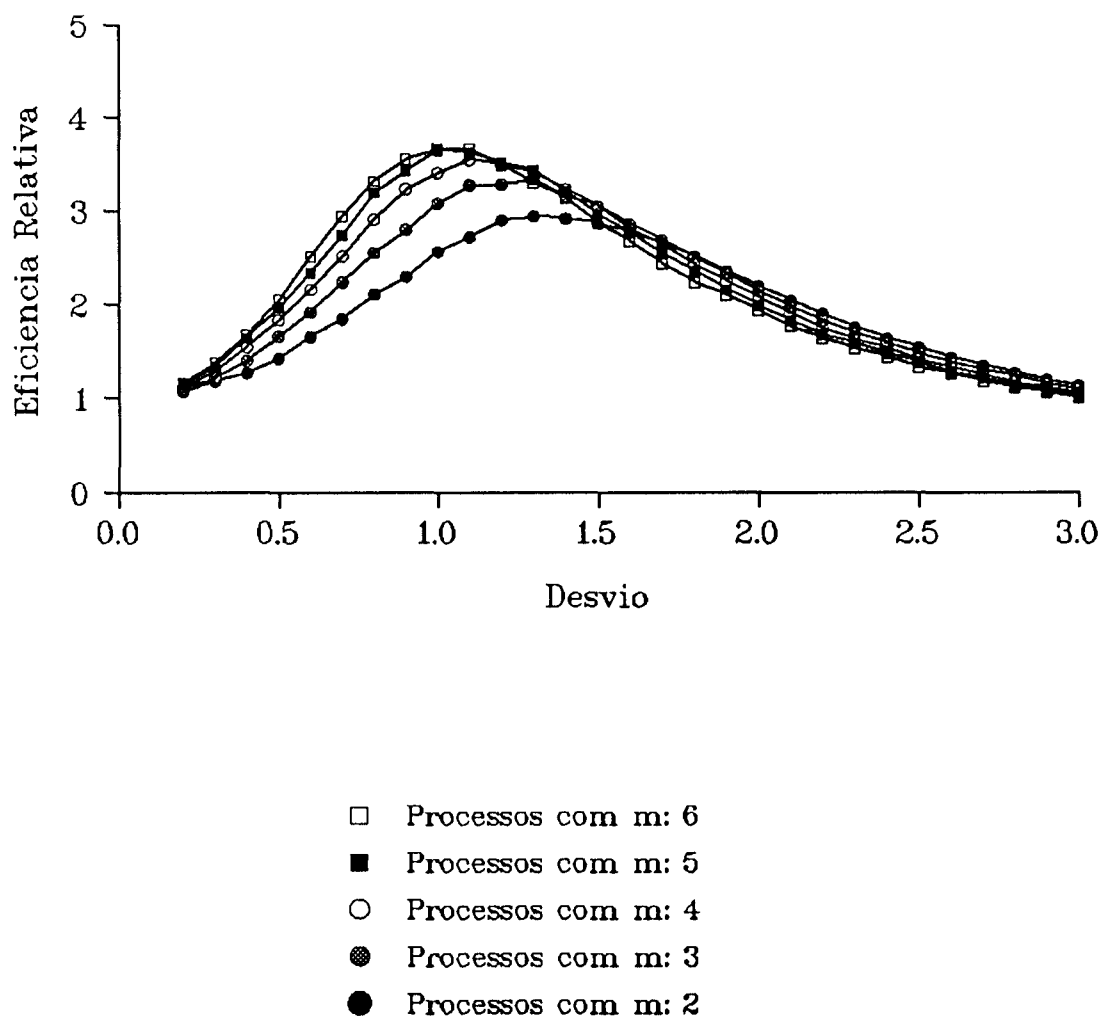 5
4
3
2
1
0
Eficiencia Relativa
0.0 0.5 1.0 1.5 2.0 2.5 3.0
Desvio
Processos com m: 6
Processos com m: 5
Processos com m: 4
Processos com m: 3
Processos com m: 2